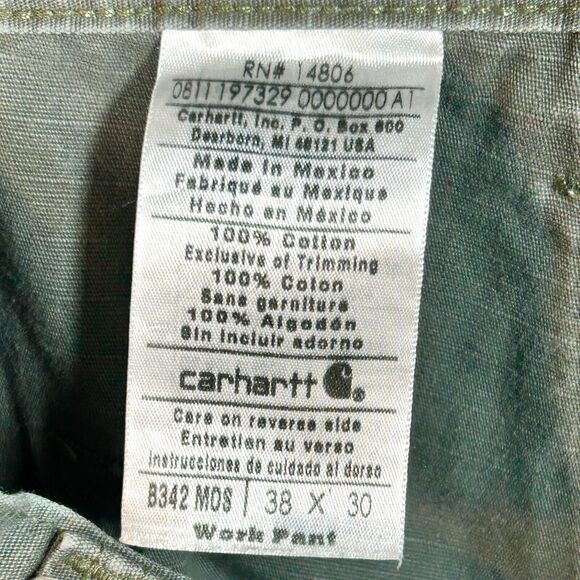 RN# 14806
0811 197329 0000000 A1
Carhartt, Inc. P. O. Box 600
Dearborn, MI 48121 USA
Made in Mexico
Fabriqué au Mexique
Hecho en México
100% Cotton
Exclusive of Trimming
100% Coton
Sans garniture
100% Algodón
Sin incluir adorno
carhartt ®
Care on reverse side
Entretien au verso
instrucciones de cuidado al dorso
B342 MOS 38 X 30
Work Pant